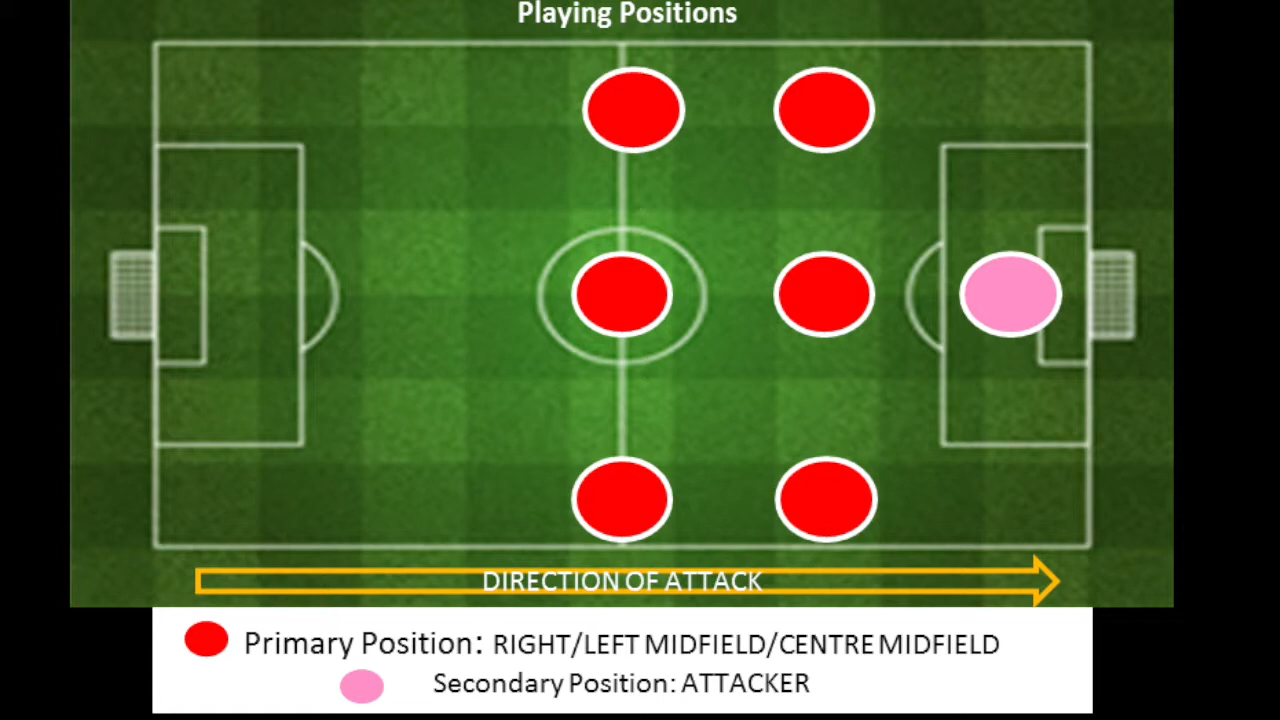 Playing Positions
DIRECTION OF ATTACK
Primary Position: RIGHT/LEFT MIDFIELD/CENTRE MIDFIELD
Secondary Position: ATTACKER